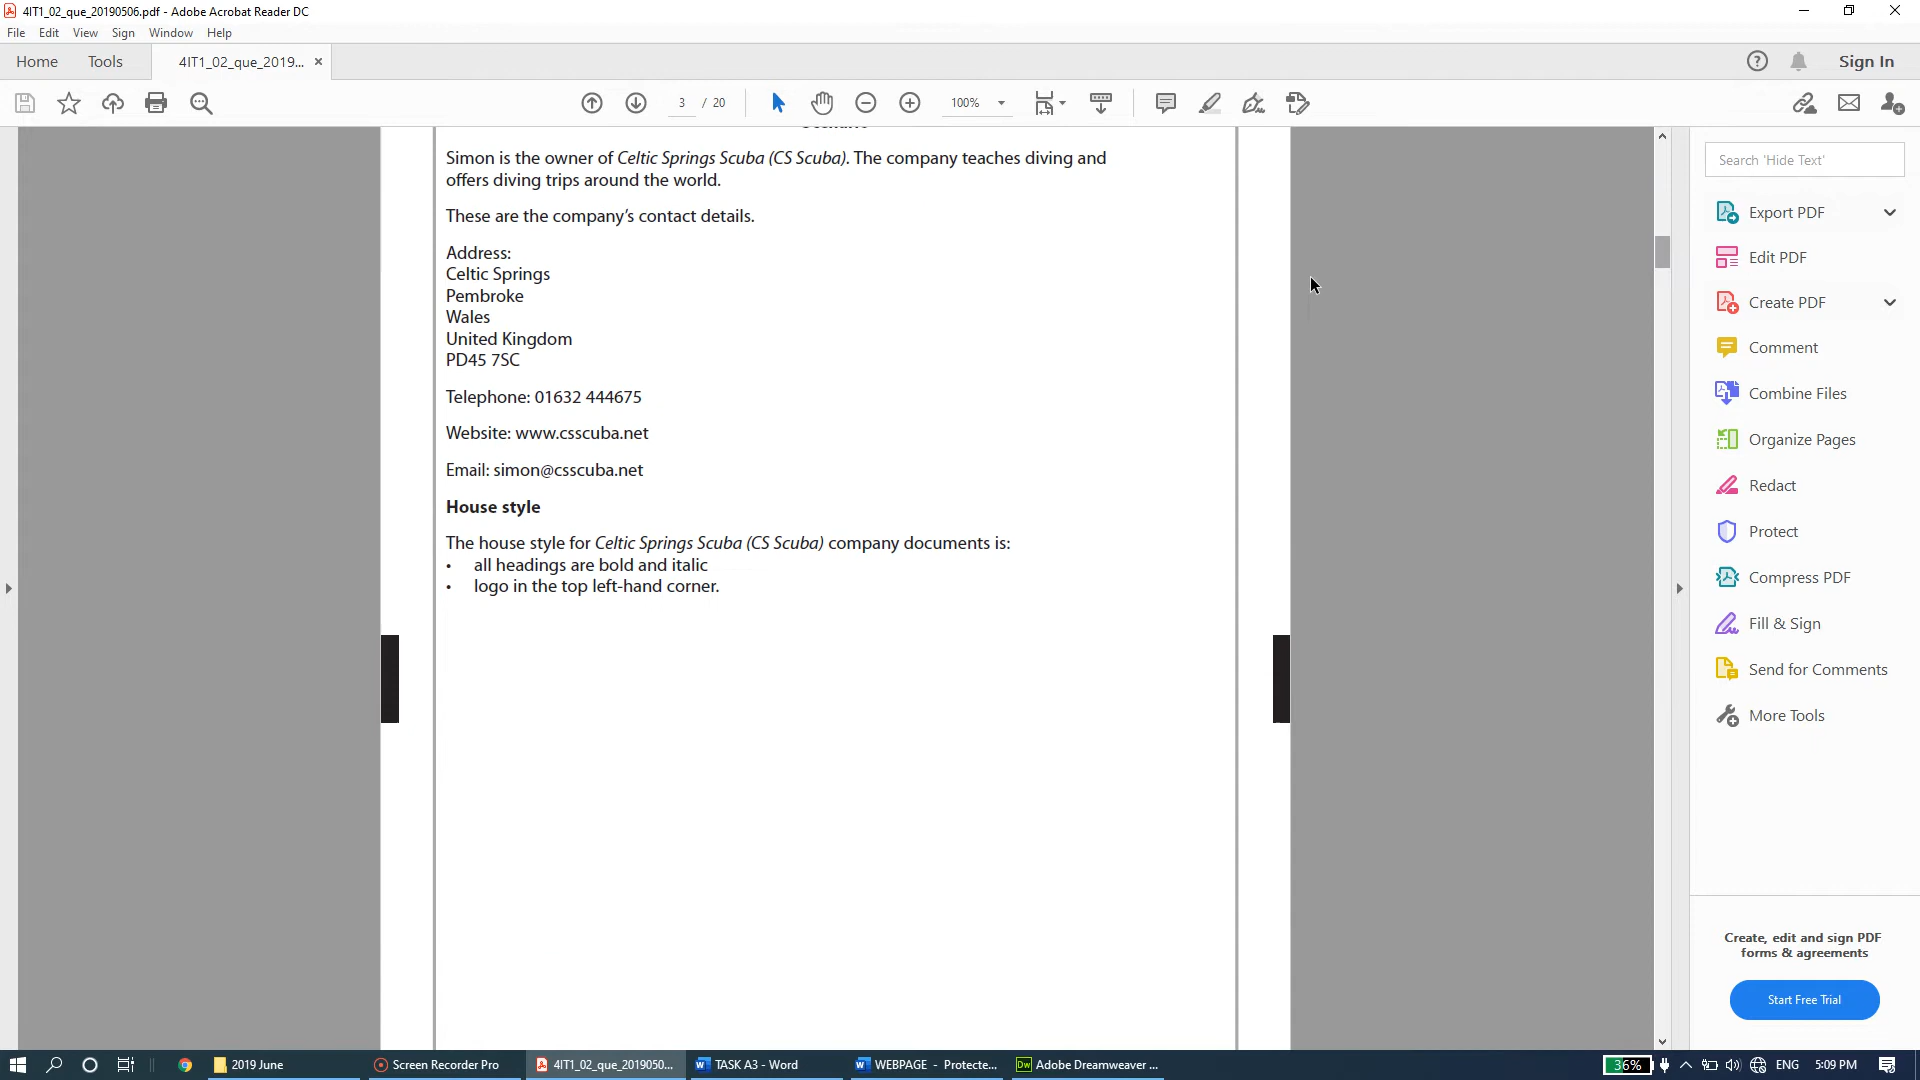 4IT1_02_que_20190506.pdf - Adobe Acrobat Reader DC
File Edit View Sign Window Help
Home Tools 4IT1_02_que_2019... × Sign In
3 / 20 100%
Simon is the owner of Celtic Springs Scuba (CS Scuba). The company teaches diving and
offers diving trips around the world.
These are the company's contact details.
Address:
Celtic Springs
Pembroke
Wales
United Kingdom
PD45 7SC
Telephone: 01632 444675
Website: www.csscuba.net
Email: simon@csscuba.net
House style
The house style for Celtic Springs Scuba (CS Scuba) company documents is:
• all headings are bold and italic
• logo in the top left-hand corner.
Search 'Hide Text'
Export PDF
Edit PDF
Create PDF
Comment
Combine Files
Organize Pages
Redact
Protect
Compress PDF
Fill & Sign
Send for Comments
More Tools
Create, edit and sign PDF
forms & agreements
Start Free Trial
2019 June Screen Recorder Pro 4IT1_02_que_2019050... TASK A3 - Word WEBPAGE - Protecte... Adobe Dreamweaver ... 36% ENG 5:09 PM